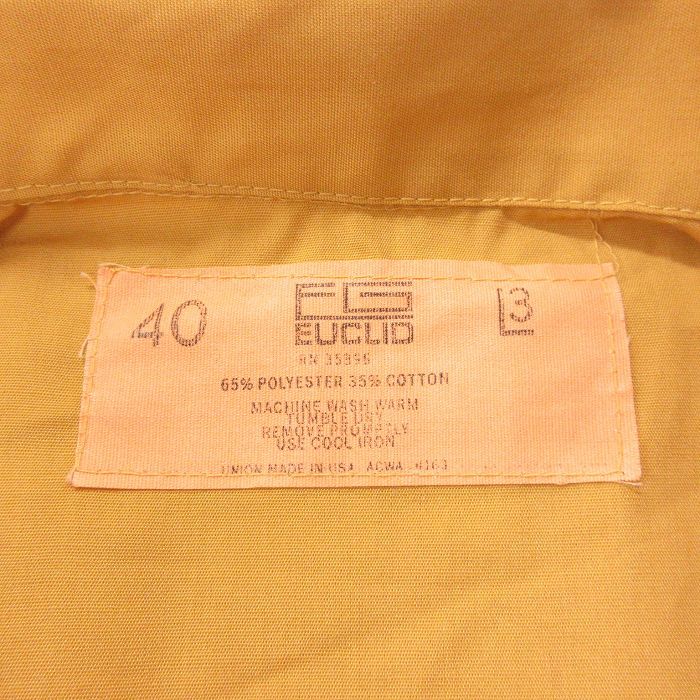 40
EUCLID
L3
RN 35396
65% POLYESTER 35% COTTON
MACHINE WASH WARM
TUMBLE DRY
REMOVE PROMPTLY
USE COOL IRON
UNION MADE IN USA ACWA